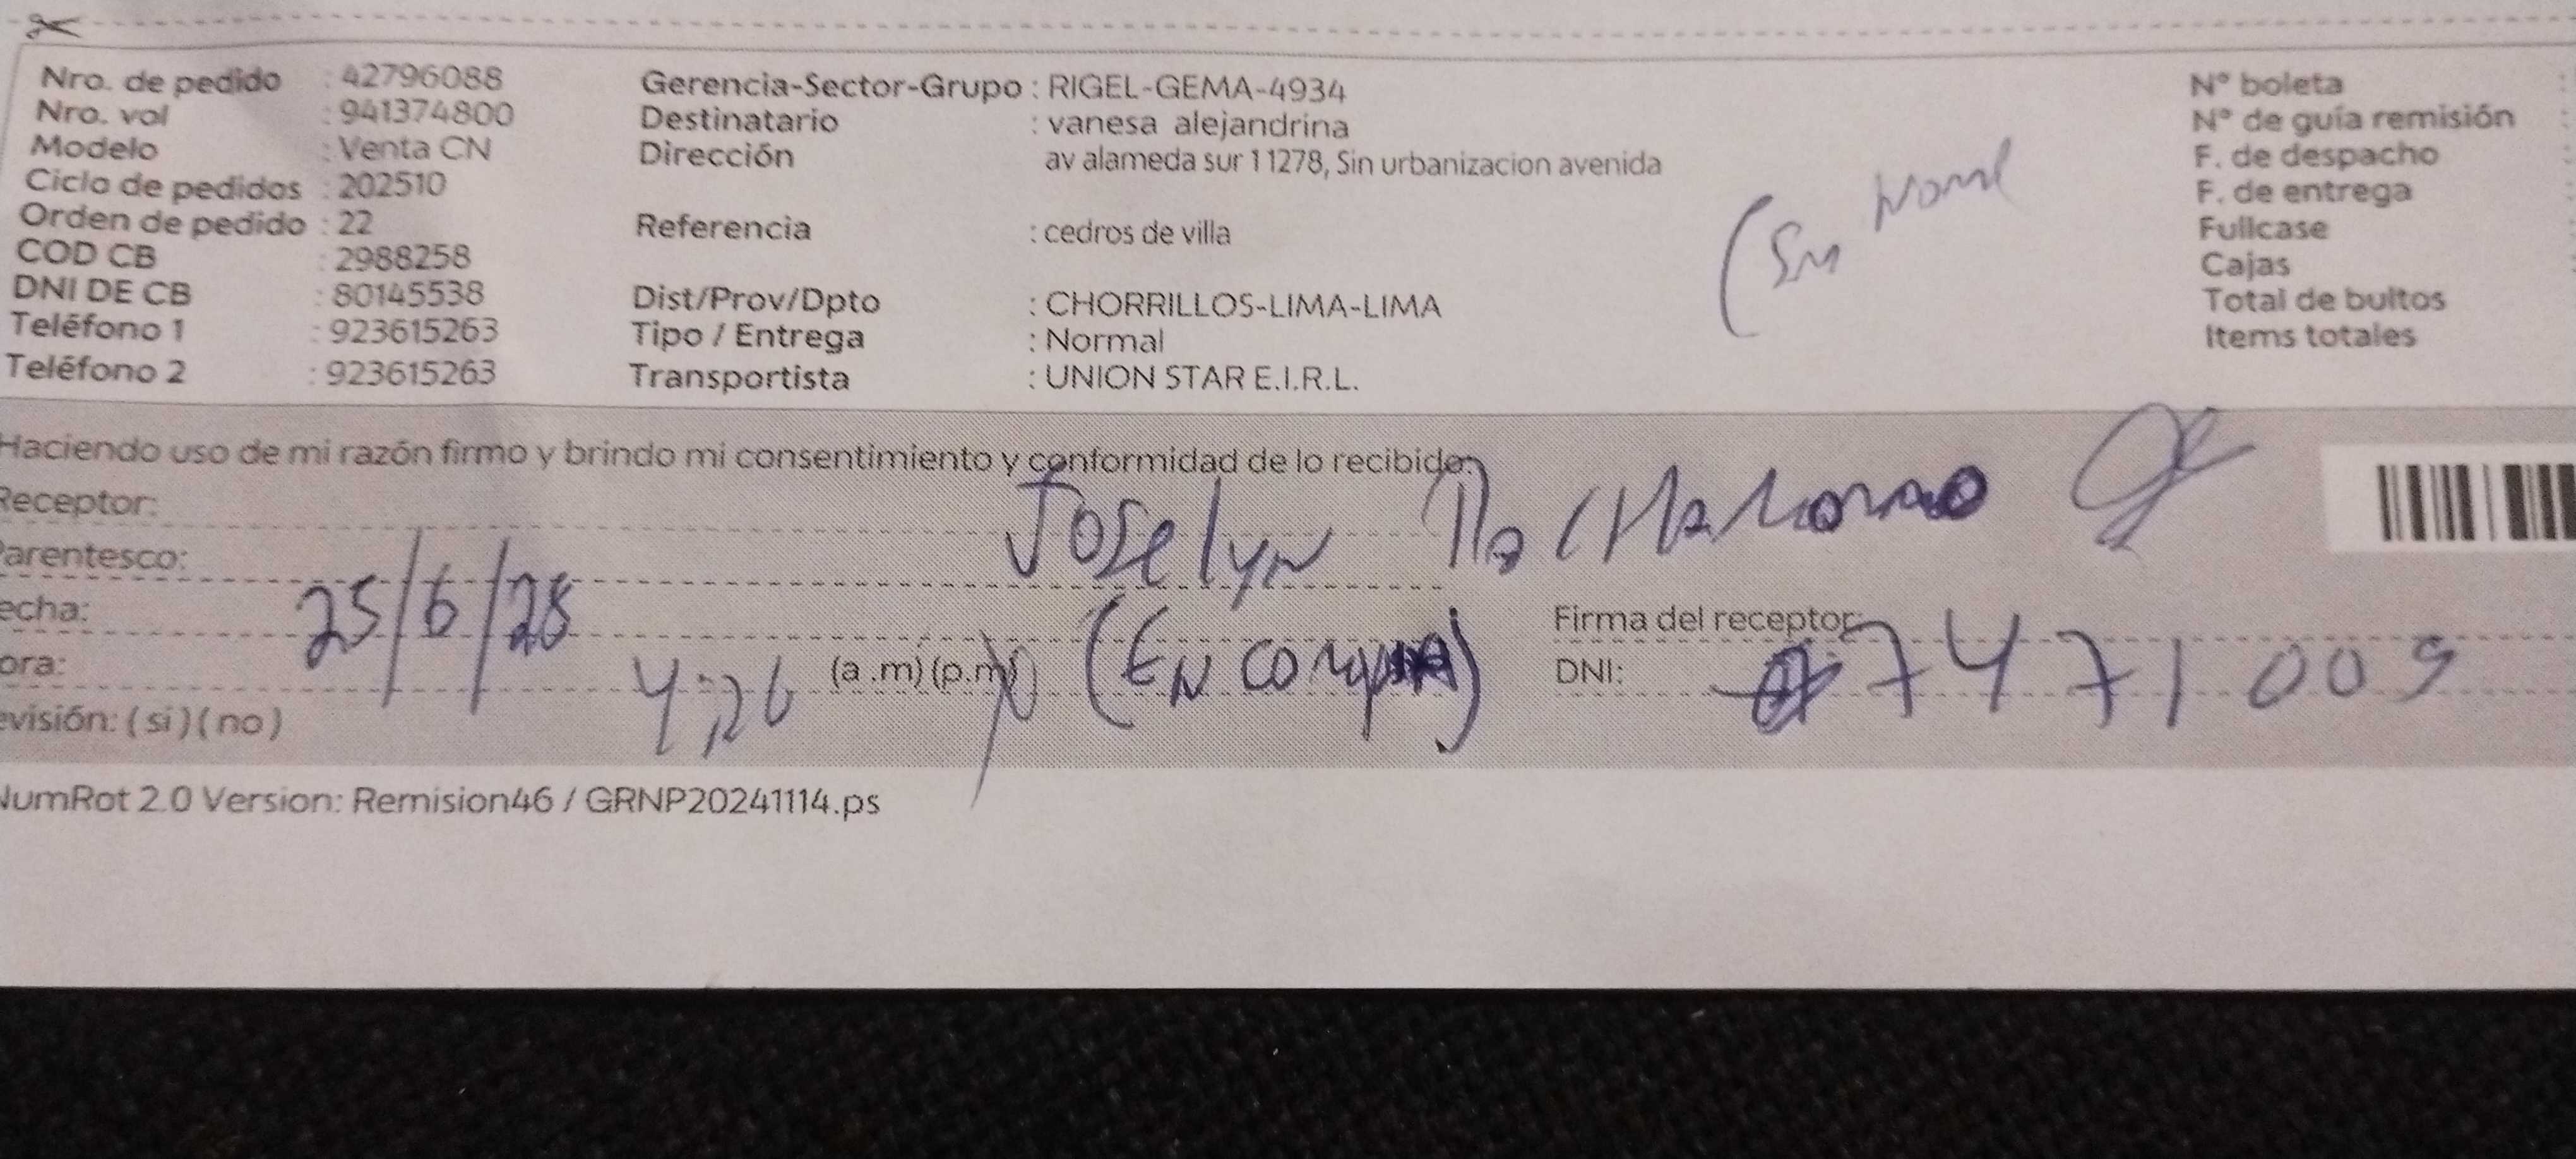 Nro. de pedido : 42796088 Gerencia-Sector-Grupo : RIGEL-GEMA-4934 N° boleta
Nro. vol : 941374800 Destinatario : vanesa alejandrina N° de guía remisión
Modelo : Venta CN Dirección av alameda sur 11278, Sin urbanizacion avenida F. de despacho
Ciclo de pedidos : 202510 F. de entrega
Orden de pedido : 22 Referencia : cedros de villa Fullcase
COD CB : 2988258 Cajas
DNI DE CB : 80145538 Dist/Prov/Dpto : CHORRILLOS-LIMA-LIMA Total de bultos
Teléfono 1 : 923615263 Tipo / Entrega : Normal Items totales
Teléfono 2 : 923615263 Transportista : UNION STAR E.I.R.L.
Haciendo uso de mi razón firmo y brindo mi consentimiento y conformidad de lo recibido:
Receptor: Joselyn
Parentesco:
echa: 25/6/25 Firma del receptor:
ora: 4:26 (a.m) (p.m) (En DNI: 7471009
evisión: (si) (no)
NumRot 2.0 Version: Remision46 / GRNP20241114.ps